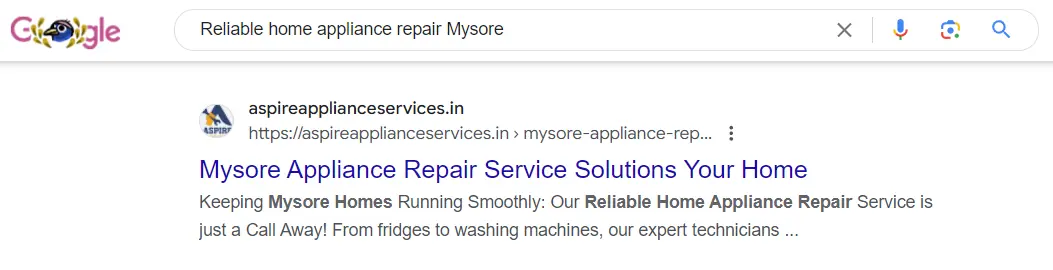 Google
Reliable home appliance repair Mysore
ASPIRE
aspireapplianceservices.in
https://aspireapplianceservices.in › mysore-appliance-rep...
Mysore Appliance Repair Service Solutions Your Home
Keeping Mysore Homes Running Smoothly: Our Reliable Home Appliance Repair Service is
just a Call Away! From fridges to washing machines, our expert technicians ...